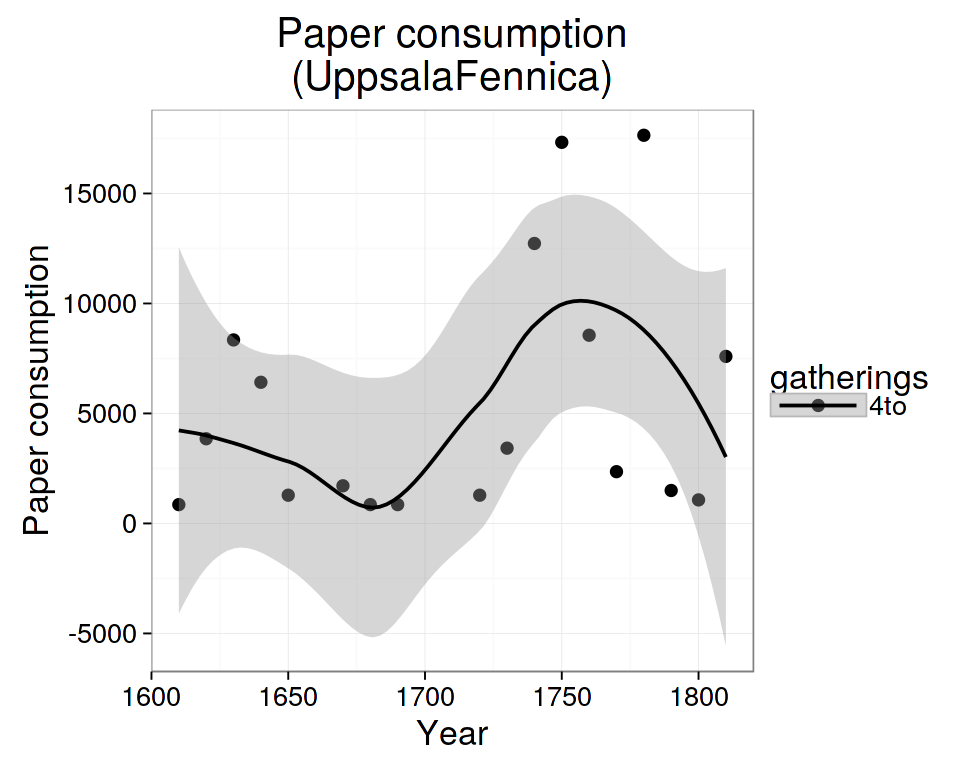 Paper consumption
(UppsalaFennica)
Paper consumption
15000
10000
5000
0
-5000
1600 1650 1700 1750 1800
Year
gatherings
4to